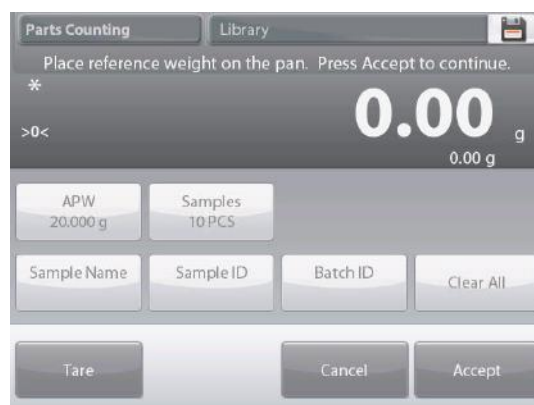 Parts Counting Library
Place reference weight on the pan. Press Accept to continue.
*
0.00 g
>0<
0.00 g
APW Samples
20.000 g 10 PCS
Sample Name Sample ID Batch ID Clear All
Tare Cancel Accept